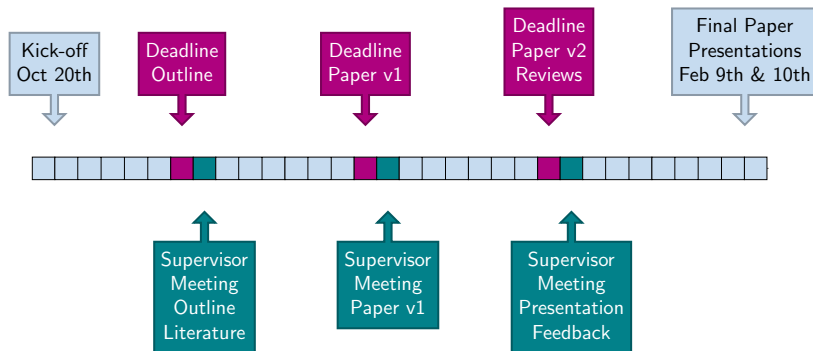 Kick-off
Oct 20th
Deadline
Outline
Deadline
Paper v1
Deadline
Paper v2
Reviews
Final Paper
Presentations
Feb 9th & 10th
Supervisor
Meeting
Outline
Literature
Supervisor
Meeting
Paper v1
Supervisor
Meeting
Presentation
Feedback